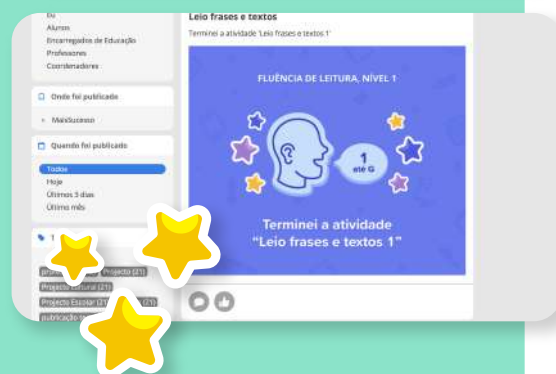 Eu
Alunos
Encarregados de Educação
Professores
Coordenadores
Onde foi publicado
MaisSucesso
Quando foi publicado
Todos
Hoje
Últimos 3 dias
Último mês
Projecto (21)
Projecto Cultural (21)
Projecto Escolar (21)
(21)
publicação
Leio frases e textos
Terminei a atividade 'Leio frases e textos 1'
FLUÊNCIA DE LEITURA, NÍVEL 1
1
até G
Terminei a atividade
“Leio frases e textos 1”